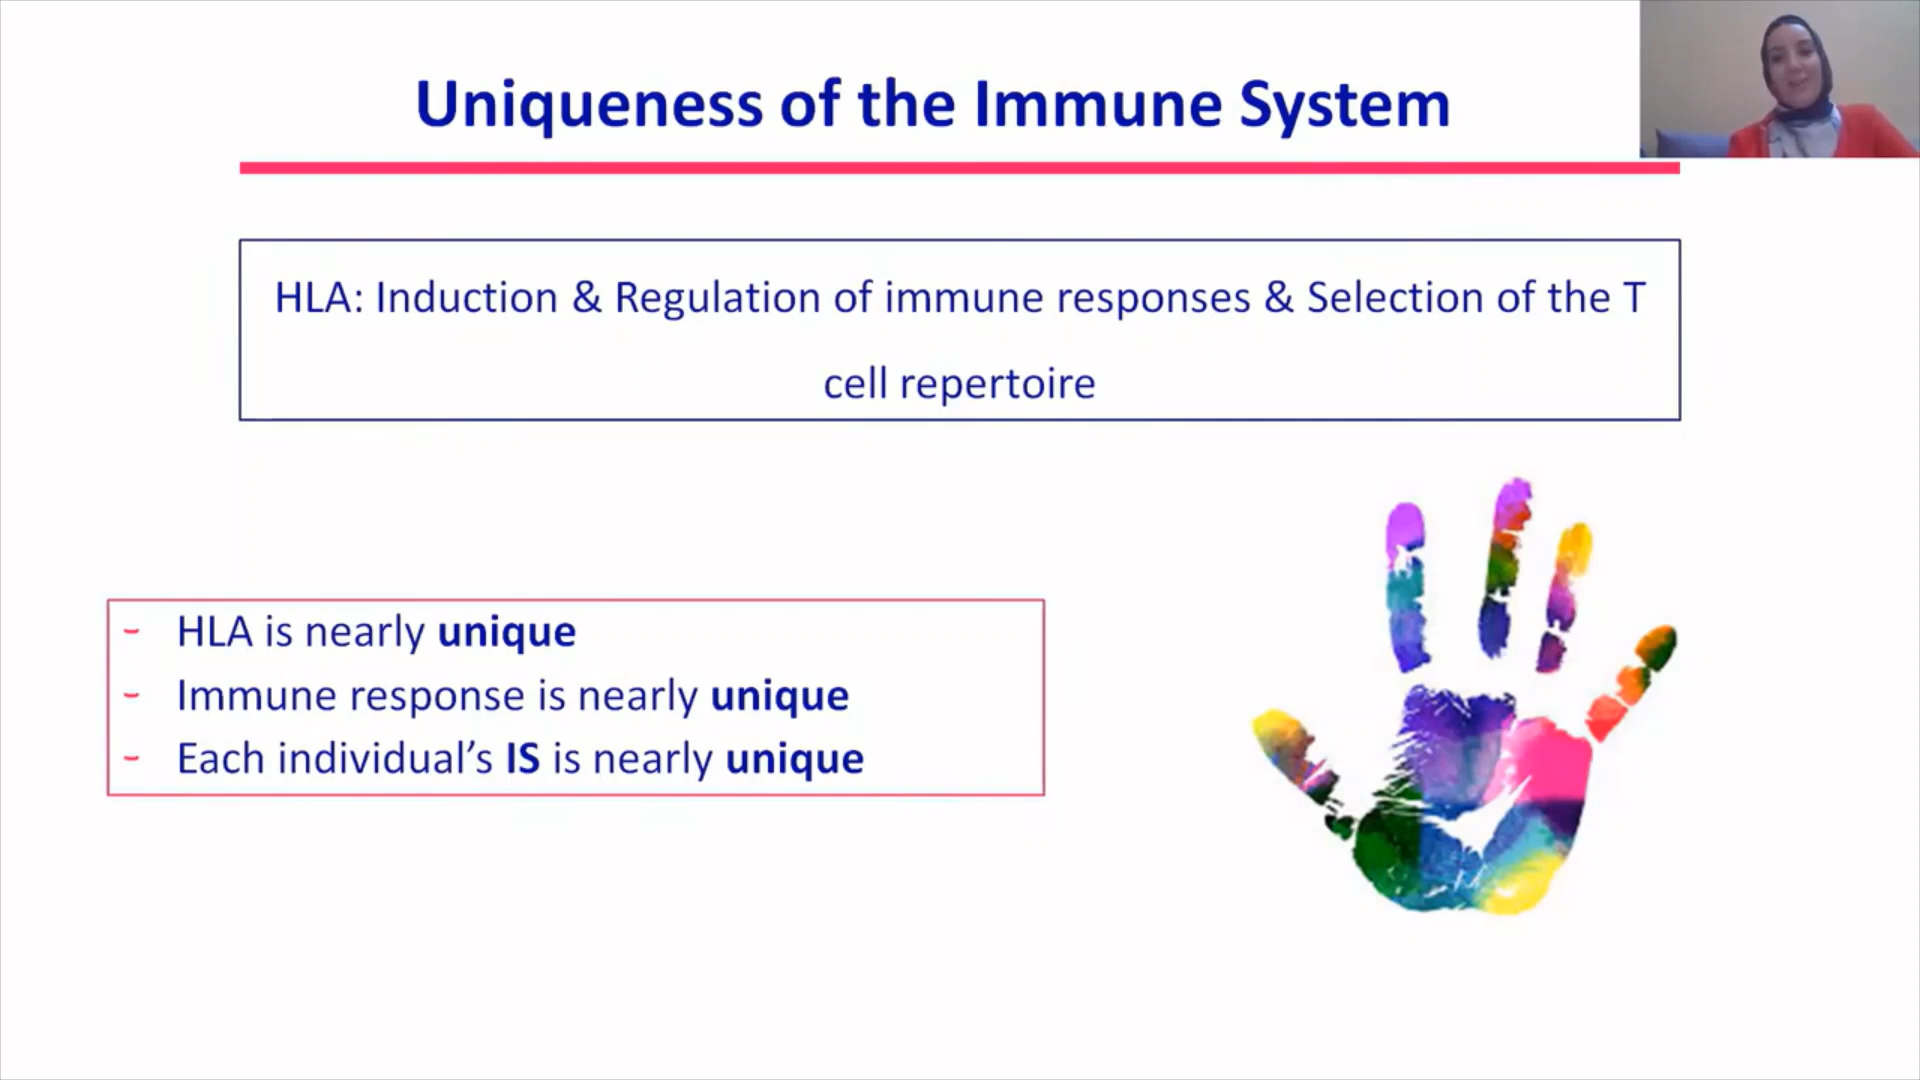 Uniqueness of the Immune System
HLA: Induction & Regulation of immune responses & Selection of the T
cell repertoire
- HLA is nearly unique
- Immune response is nearly unique
- Each individual’s IS is nearly unique